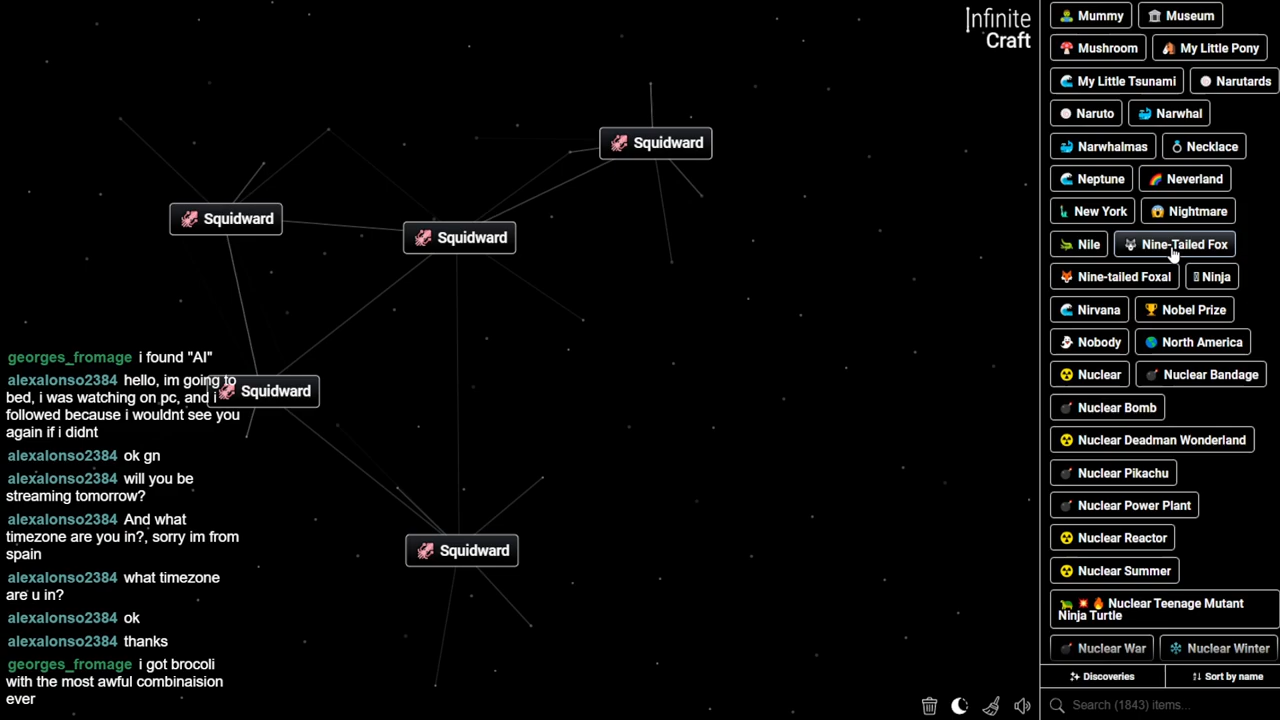 Infinite
Craft
Squidward
Squidward
Squidward
Squidward
Squidward
georges_fromage i found "AI"
alexalonso2384 hello, im going to
bed, i was watching on pc, and i
followed because i wouldnt see you
again if i didnt
alexalonso2384 ok gn
alexalonso2384 will you be
streaming tomorrow?
alexalonso2384 And what
timezone are you in?, sorry im from
spain
alexalonso2384 what timezone
are u in?
alexalonso2384 ok
alexalonso2384 thanks
georges_fromage i got brocoli
with the most awful combinaision
ever
Mummy Museum
Mushroom My Little Pony
My Little Tsunami Narutards
Naruto Narwhal
Narwhalmas Necklace
Neptune Neverland
New York Nightmare
Nile Nine-Tailed Fox
Nine-tailed Foxal Ninja
Nirvana Nobel Prize
Nobody North America
Nuclear Nuclear Bandage
Nuclear Bomb
Nuclear Deadman Wonderland
Nuclear Pikachu
Nuclear Power Plant
Nuclear Reactor
Nuclear Summer
Nuclear Teenage Mutant
Ninja Turtle
Nuclear War Nuclear Winter
Discoveries Sort by name
Search (1843) items...